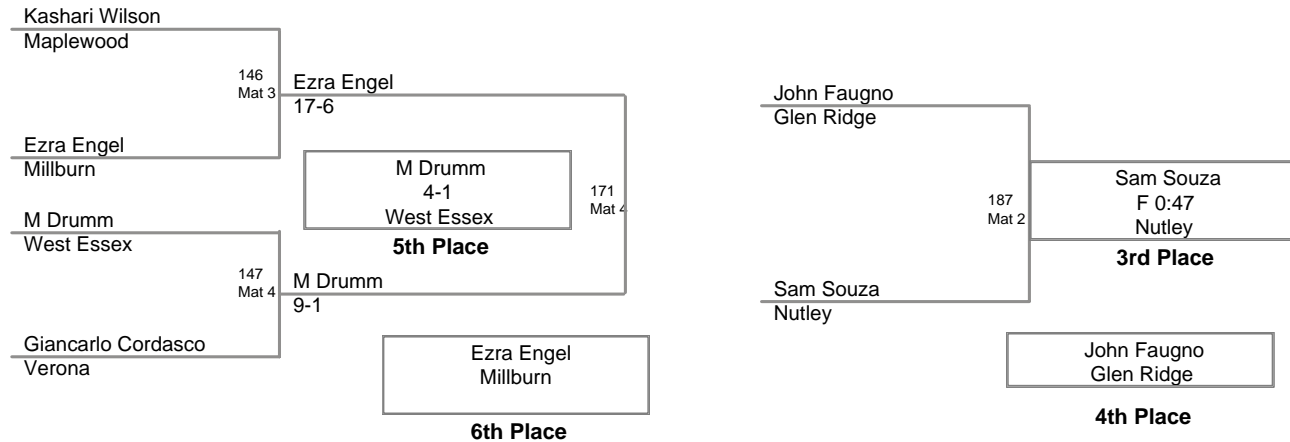 Kashari Wilson
Maplewood
146
Mat 3
Ezra Engel
17-6
Ezra Engel
Millburn
M Drumm
4-1
West Essex
5th Place
171
Mat 4
M Drumm
West Essex
147
Mat 4
M Drumm
9-1
Giancarlo Cordasco
Verona
Ezra Engel
Millburn
6th Place
John Faugno
Glen Ridge
187
Mat 2
Sam Souza
F 0:47
Nutley
3rd Place
Sam Souza
Nutley
John Faugno
Glen Ridge
4th Place